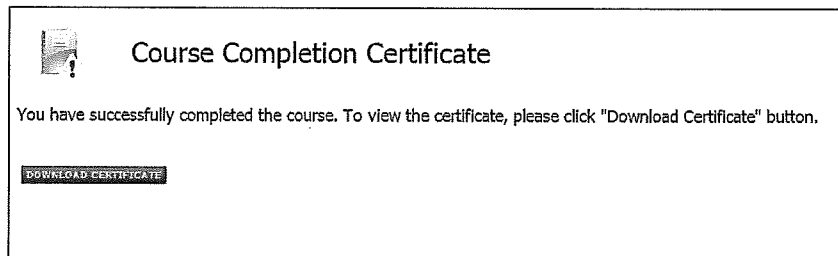 Course Completion Certificate
You have successfully completed the course. To view the certificate, please click "Download Certificate" button.
DOWNLOAD CERTIFICATE